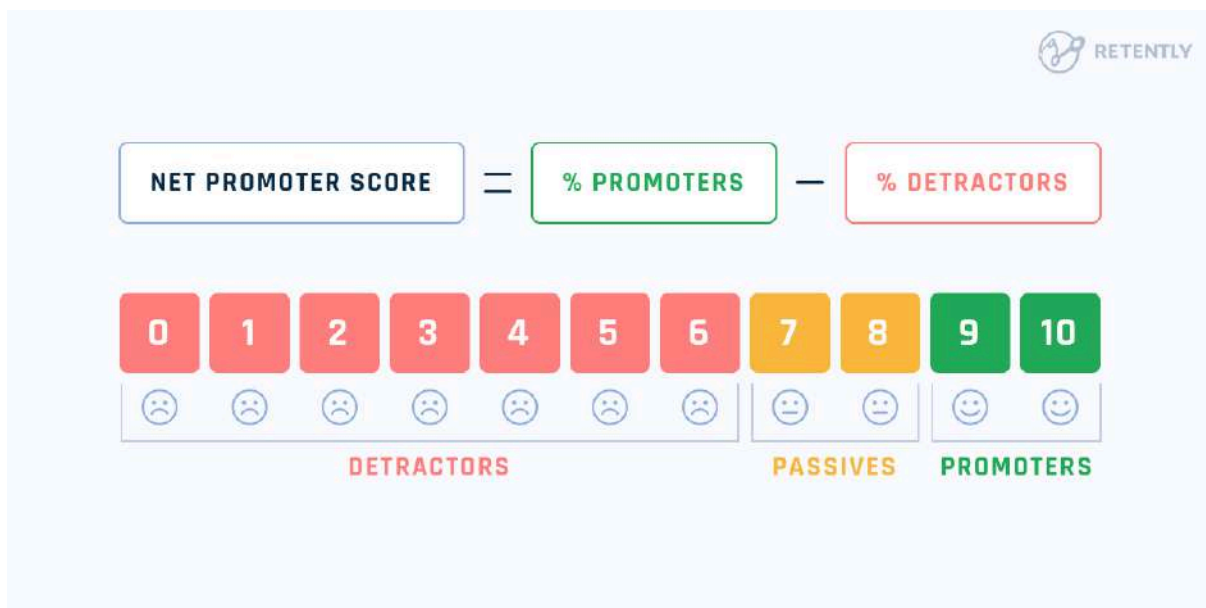 RETENTLY
NET PROMOTER SCORE = % PROMOTERS − % DETRACTORS
0 1 2 3 4 5 6 7 8 9 10
DETRACTORS PASSIVES PROMOTERS